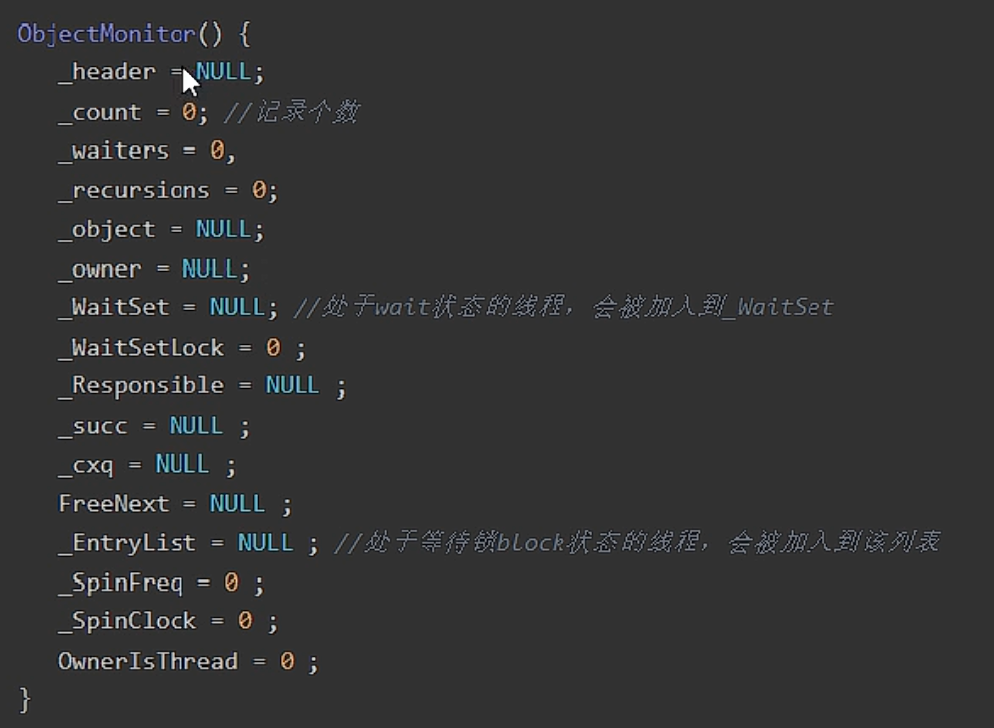 ObjectMonitor() {
_header = NULL;
_count = 0; //记录个数
_waiters = 0,
_recursions = 0;
_object = NULL;
_owner = NULL;
_WaitSet = NULL; //处于wait状态的线程，会被加入到_WaitSet
_WaitSetLock = 0 ;
_Responsible = NULL ;
_succ = NULL ;
_cxq = NULL ;
FreeNext = NULL ;
_EntryList = NULL ; //处于等待锁block状态的线程，会被加入到该列表
_SpinFreq = 0 ;
_SpinClock = 0 ;
OwnerIsThread = 0 ;
}